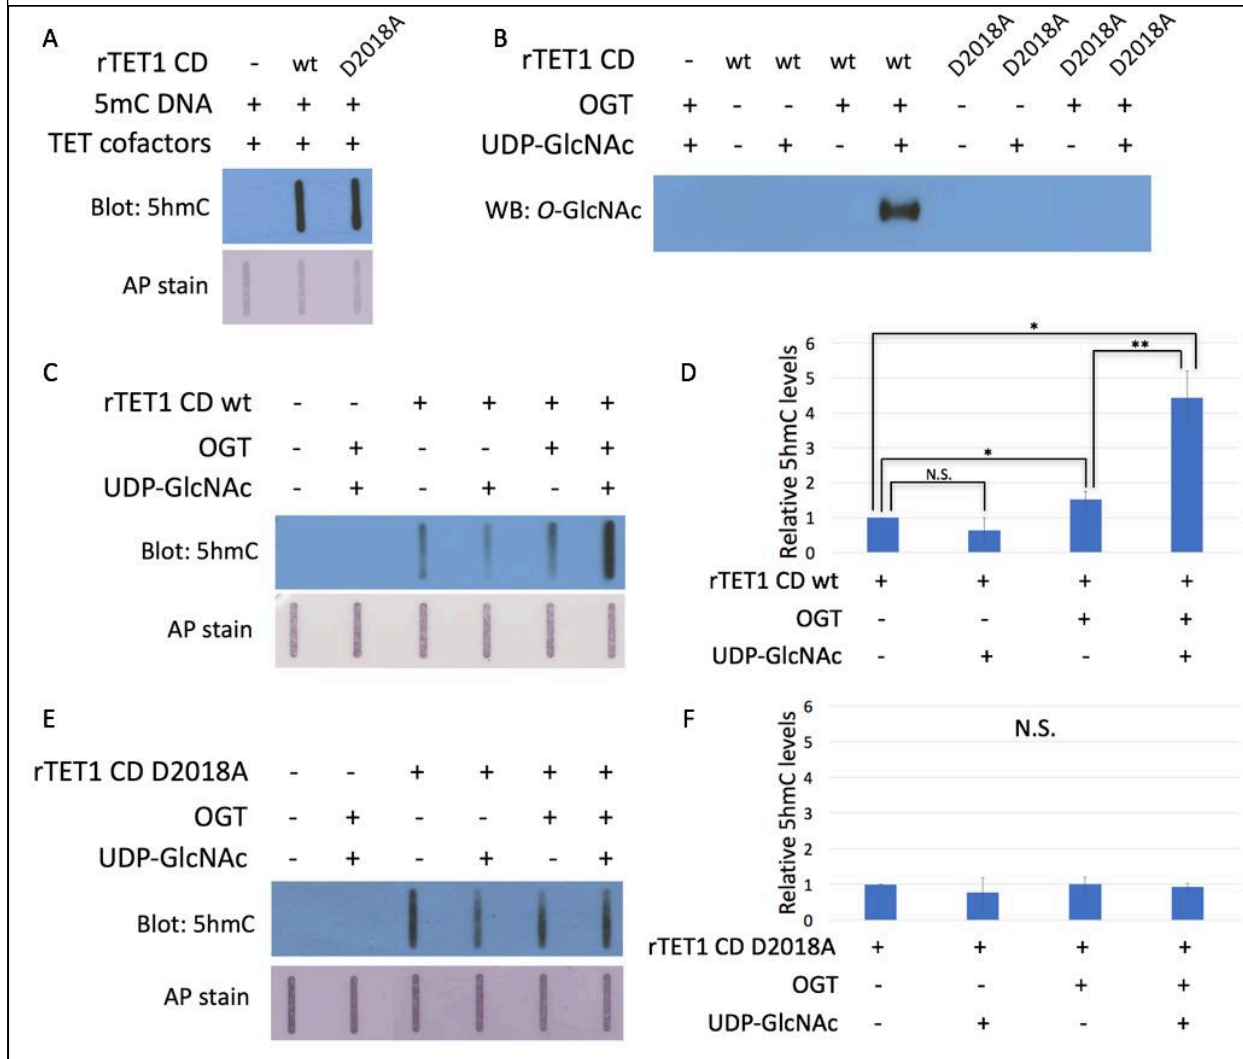 A
rTET1 CD - wt D2018A
5mC DNA + + +
TET cofactors + + +
Blot: 5hmC
AP stain
B
rTET1 CD - wt wt wt wt D2018A D2018A D2018A D2018A
OGT + - - + + - - + +
UDP-GlcNAc + - + - + - + - +
WB: O-GlcNAc
C
rTET1 CD wt - - + + + +
OGT - + - - + +
UDP-GlcNAc - + - + - +
Blot: 5hmC
AP stain
D
Relative 5hmC levels
6
5
4
3
2
1
0
*
**
*
N.S.
rTET1 CD wt + + + +
OGT - - + +
UDP-GlcNAc - + - +
E
rTET1 CD D2018A - - + + + +
OGT - + - - + +
UDP-GlcNAc - + - + - +
Blot: 5hmC
AP stain
F
Relative 5hmC levels
6
5
4
3
2
1
0
N.S.
rTET1 CD D2018A + + + +
OGT - - + +
UDP-GlcNAc - + - +